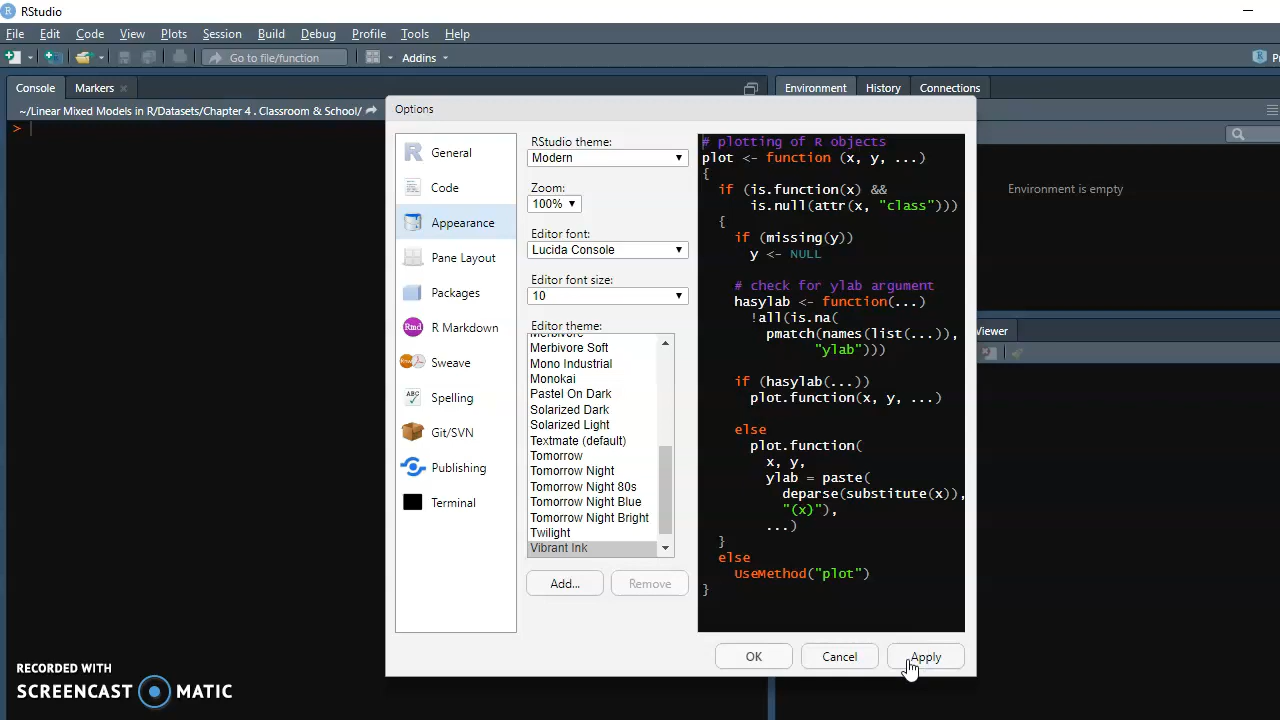 RStudio
File Edit Code View Plots Session Build Debug Profile Tools Help
Go to file/function Addins
Console Markers Environment History Connections
~/Linear Mixed Models in R/Datasets/Chapter 4 . Classroom & School/
>
Environment is empty
Viewer
Options
General
Code
Appearance
Pane Layout
Packages
Rmd R Markdown
Sweave
ABC Spelling
Git/SVN
Publishing
Terminal
RStudio theme:
Modern
Zoom:
100%
Editor font:
Lucida Console
Editor font size:
10
Editor theme:
Merbivore
Merbivore Soft
Mono Industrial
Monokai
Pastel On Dark
Solarized Dark
Solarized Light
Textmate (default)
Tomorrow
Tomorrow Night
Tomorrow Night 80s
Tomorrow Night Blue
Tomorrow Night Bright
Twilight
Vibrant Ink
Add... Remove
# plotting of R objects
plot <- function (x, y, ...)
{
if (is.function(x) &&
is.null(attr(x, "class")))
{
if (missing(y))
y <- NULL
# check for ylab argument
hasylab <- function(...)
!all(is.na(
pmatch(names(list(...)),
"ylab")))
if (hasylab(...))
plot.function(x, y, ...)
else
plot.function(
x, y,
ylab = paste(
deparse(substitute(x)),
"(x)"),
...)
}
else
UseMethod("plot")
}
OK Cancel Apply
RECORDED WITH
SCREENCAST MATIC